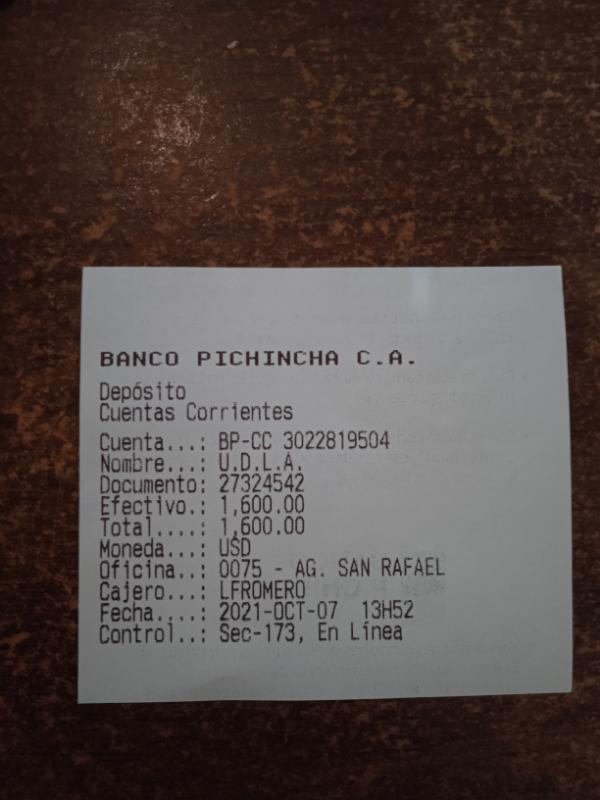 BANCO PICHINCHA C.A.
Depósito
Cuentas Corrientes
Cuenta...: BP-CC 3022819504
Nombre...: U.D.L.A.
Documento: 27324542
Efectivo.: 1,600.00
Total....: 1,600.00
Moneda...: USD
Oficina..: 0075 - AG. SAN RAFAEL
Cajero...: LFROMERO
Fecha....: 2021-OCT-07 13H52
Control..: Sec-173, En Línea